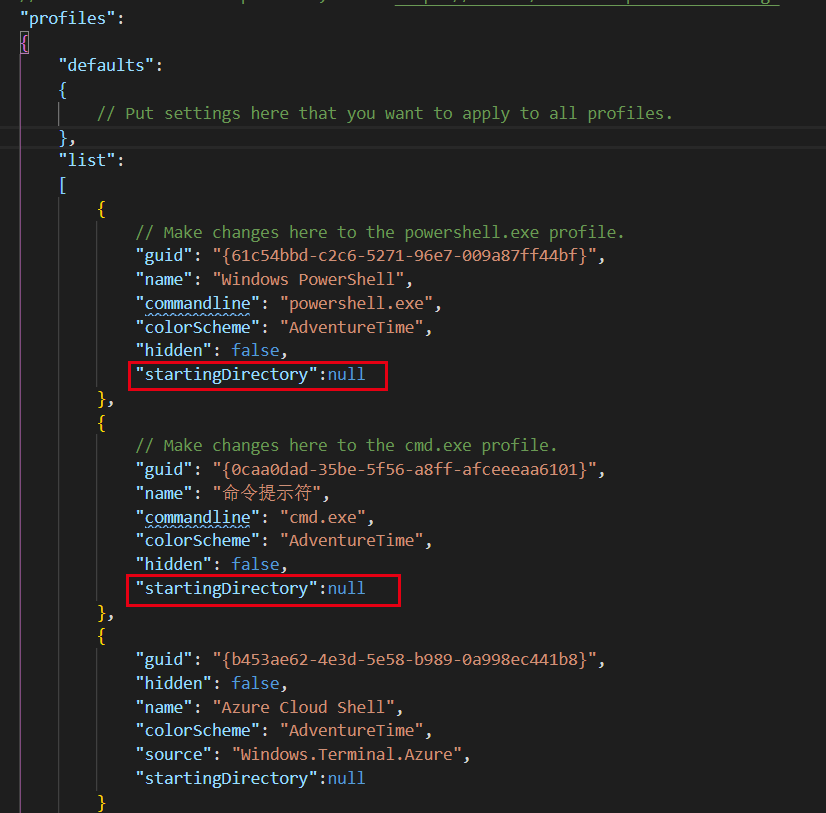 "profiles":
{
"defaults":
{
// Put settings here that you want to apply to all profiles.
},
"list":
[
{
// Make changes here to the powershell.exe profile.
"guid": "{61c54bbd-c2c6-5271-96e7-009a87ff44bf}",
"name": "Windows PowerShell",
"commandline": "powershell.exe",
"colorScheme": "AdventureTime",
"hidden": false,
"startingDirectory":null
},
{
// Make changes here to the cmd.exe profile.
"guid": "{0caa0dad-35be-5f56-a8ff-afceeeaa6101}",
"name": "命令提示符",
"commandline": "cmd.exe",
"colorScheme": "AdventureTime",
"hidden": false,
"startingDirectory":null
},
{
"guid": "{b453ae62-4e3d-5e58-b989-0a998ec441b8}",
"hidden": false,
"name": "Azure Cloud Shell",
"colorScheme": "AdventureTime",
"source": "Windows.Terminal.Azure",
"startingDirectory":null
}